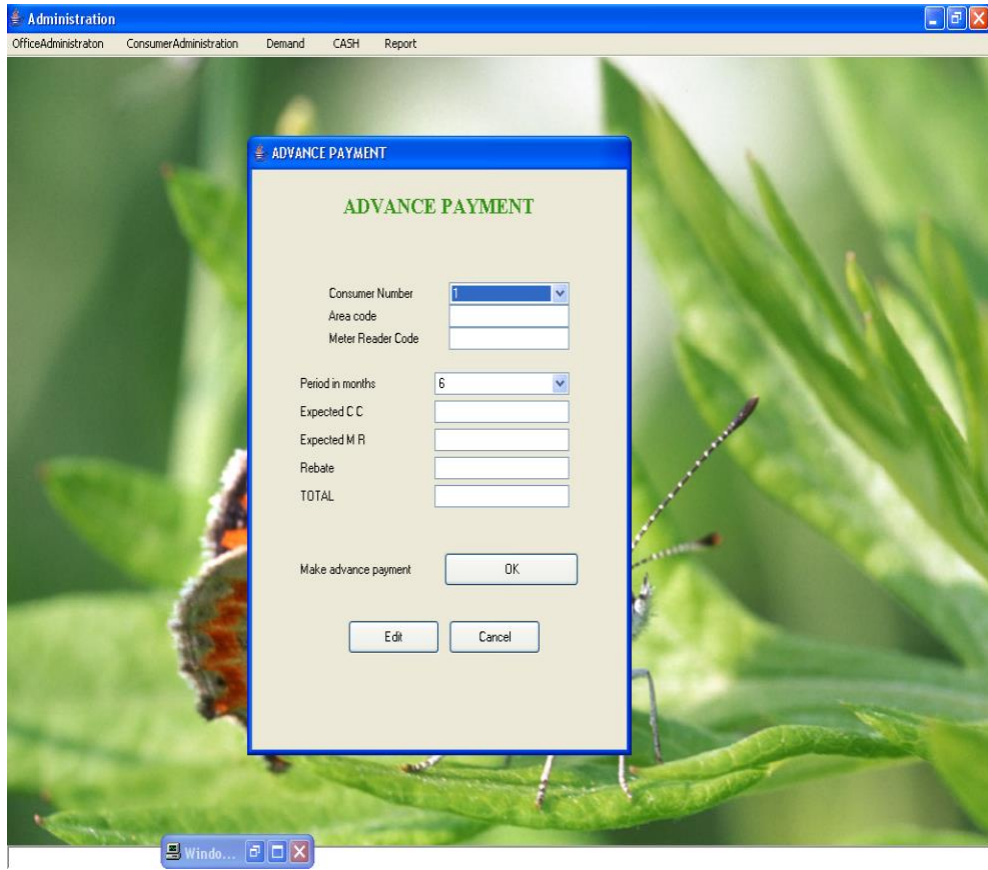 Administration
OfficeAdministraton ConsumerAdministration Demand CASH Report
ADVANCE PAYMENT
ADVANCE PAYMENT
Consumer Number 1
Area code
Meter Reader Code
Period in months 6
Expected C C
Expected M R
Rebate
TOTAL
Make advance payment OK
Edit Cancel
Windo...